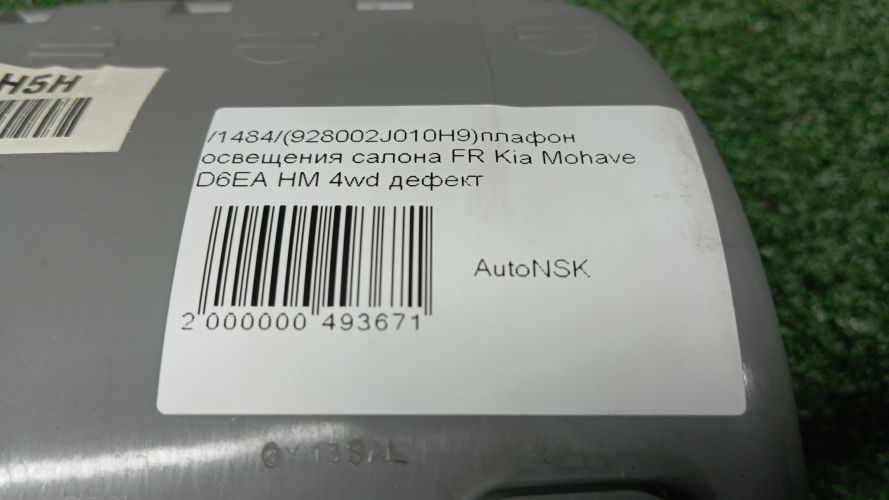 H5H
/1484/(928002J010H9)плафон
освещения салона FR Kia Mohave
D6EA HM 4wd дефект
AutoNSK
2 000000 493671